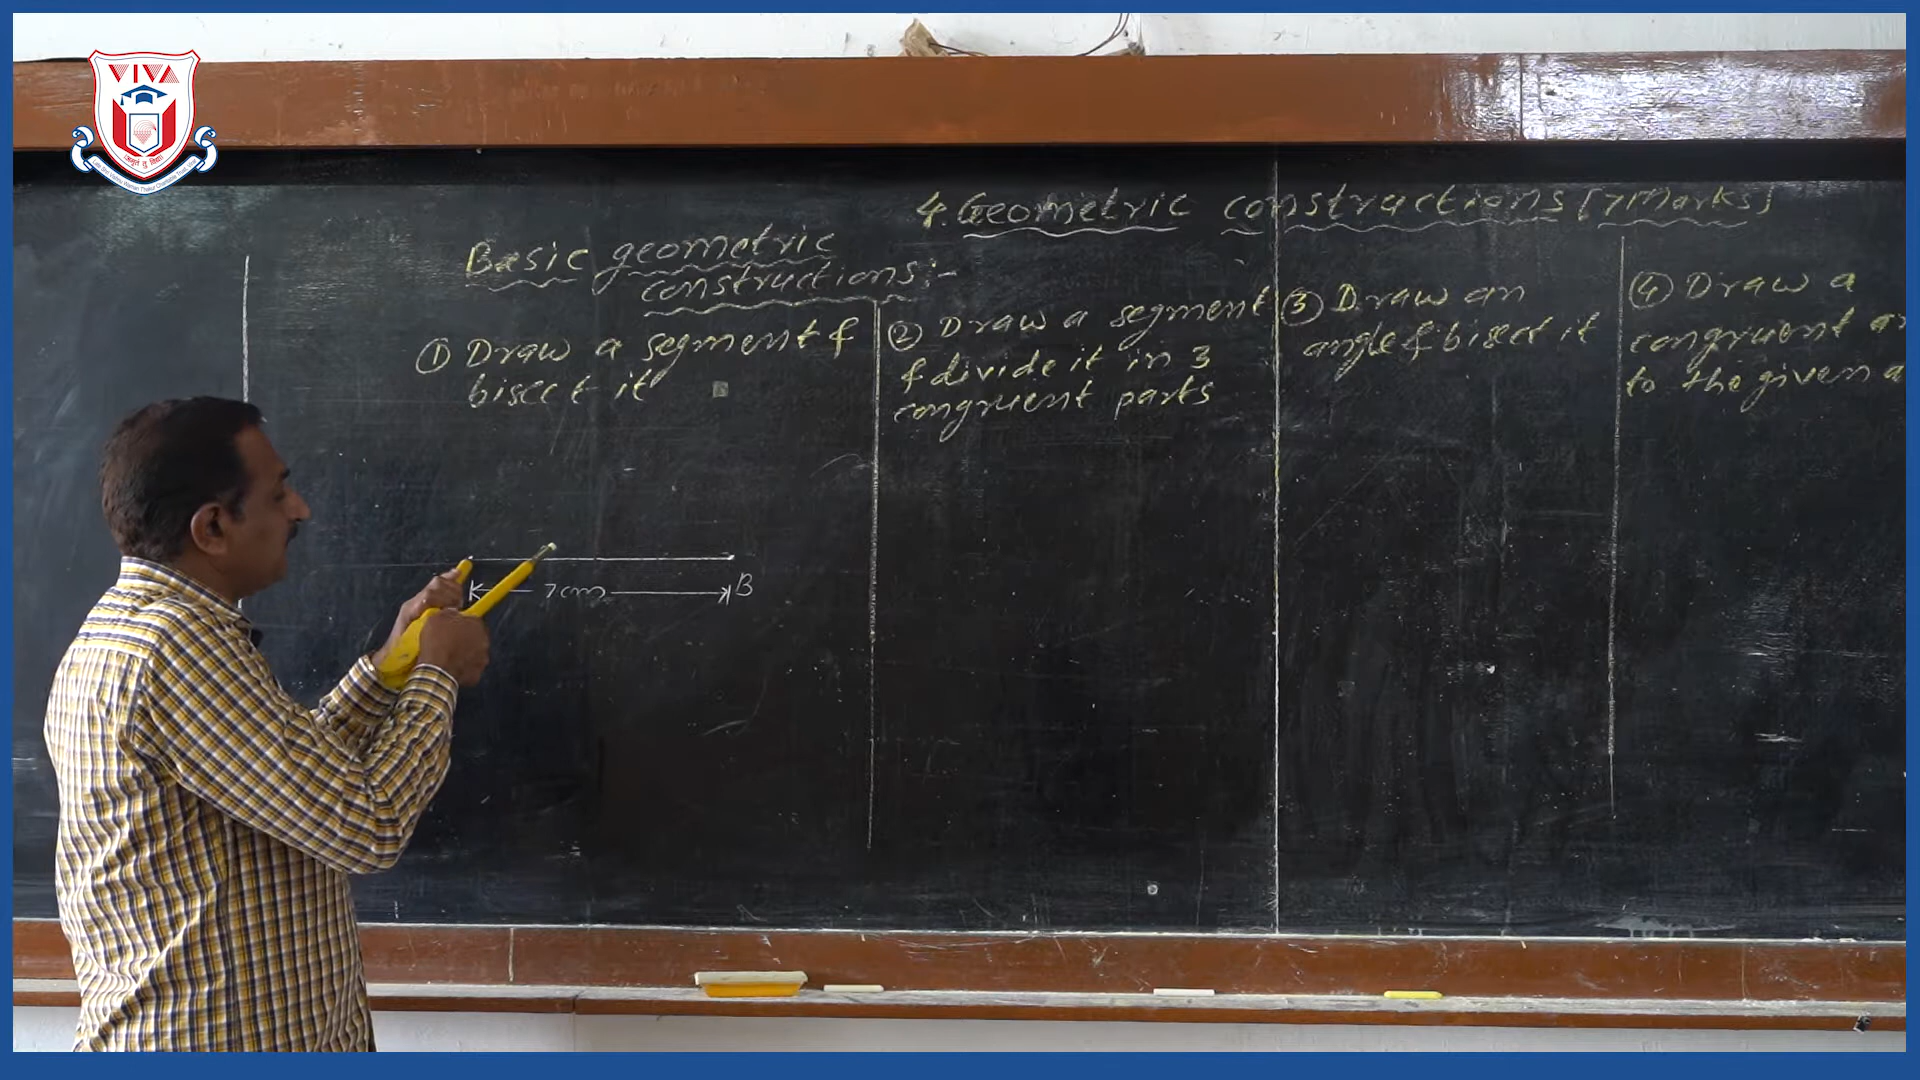 VIVA
4. Geometric constructions [7 Marks]
Basic geometric
constructions:-
① Draw a segment &
bisect it
② Draw a segment
& divide it in 3
congruent parts
③ Draw an
angle & bisect it
④ Draw a
congruent
to the given
7cm
B